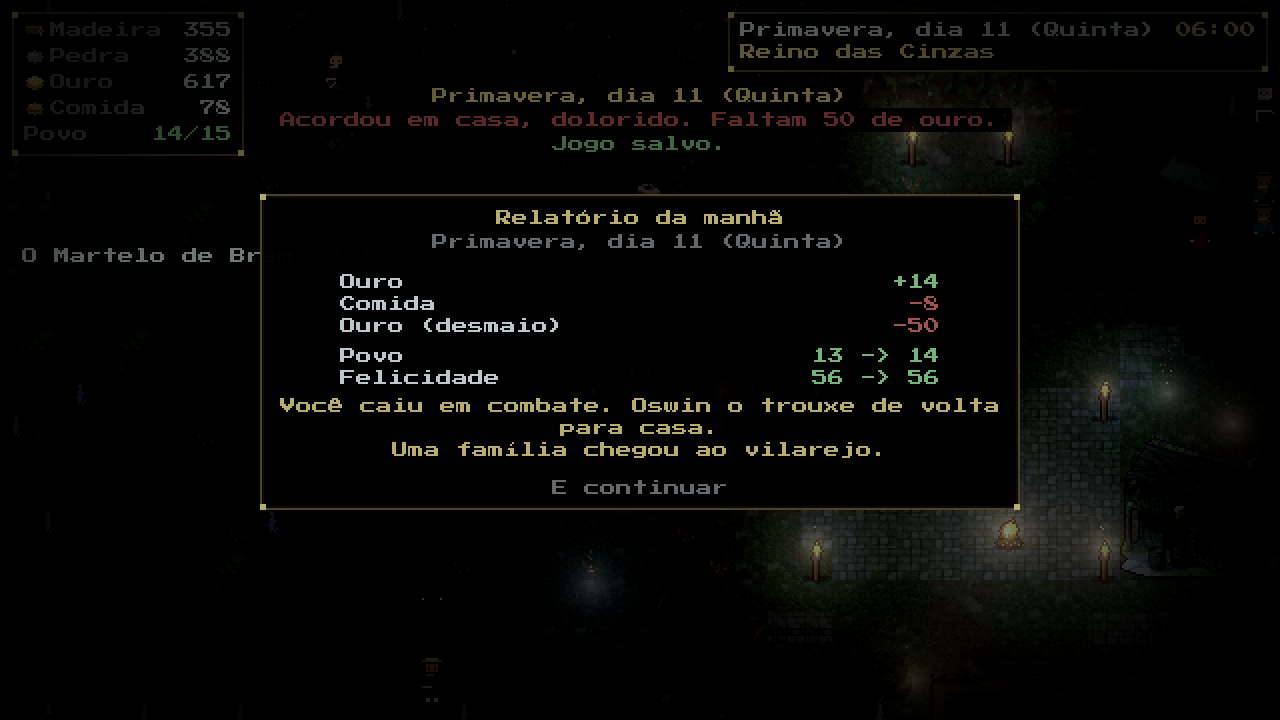 Madeira 355
Pedra 388
Ouro 617
Comida 78
Povo 14/15
Primavera, dia 11 (Quinta) 06:00
Reino das Cinzas
Primavera, dia 11 (Quinta)
Acordou em casa, dolorido. Faltam 50 de ouro.
Jogo salvo.
O Martelo de Br
Relatório da manhã
Primavera, dia 11 (Quinta)
Ouro +14
Comida -8
Ouro (desmaio) -50
Povo 13 -> 14
Felicidade 56 -> 56
Você caiu em combate. Oswin o trouxe de volta
para casa.
Uma família chegou ao vilarejo.
E continuar